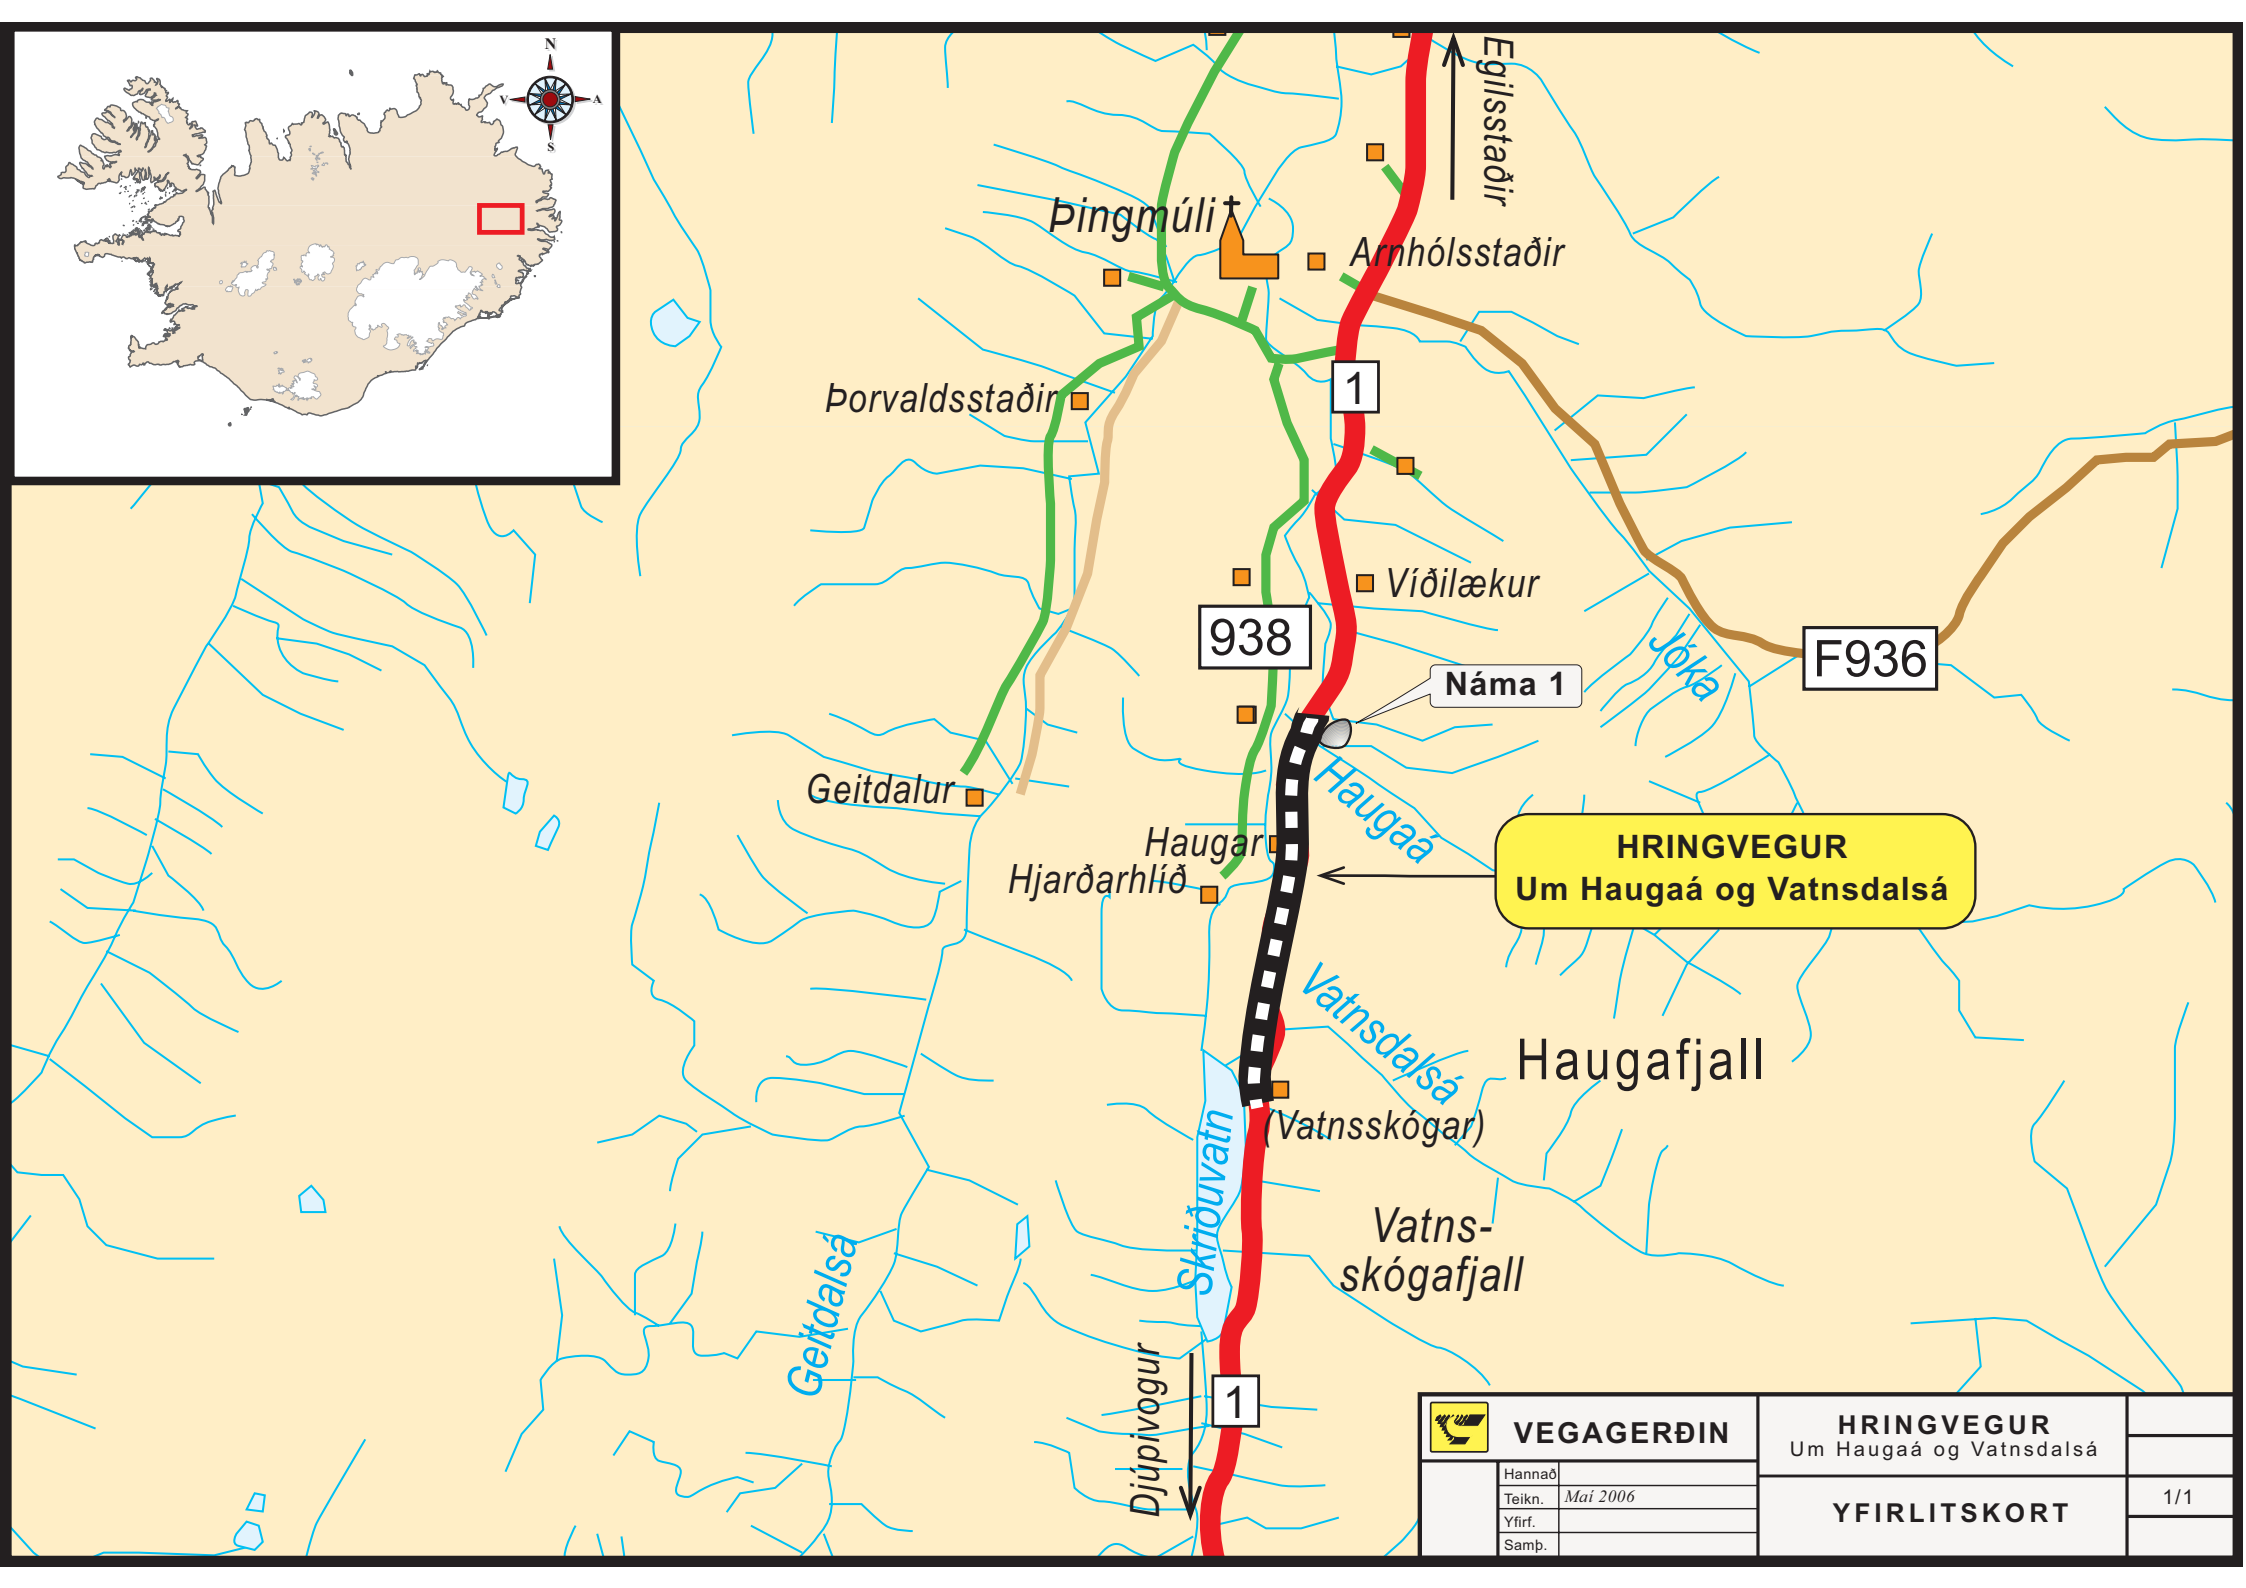 N
V
A
S
Egilsstaðir
Þingmúli
Arnhólsstaðir
1
Þorvaldsstaðir
Víðilækur
938
Jóka
F936
Náma 1
Geitdalur
Haugaá
Haugar
Hjarðarhlíð
HRINGVEGUR
Um Haugaá og Vatnsdalsá
Vatnsdalsá
Haugafjall
(Vatnsskógar)
Skriðuvatn
Vatns-
skógafjall
Geitdalsá
Djúpivogur
1
VEGAGERÐIN
Hannað
Teikn. Maí 2006
Yfirf.
Samþ.
HRINGVEGUR
Um Haugaá og Vatnsdalsá
YFIRLITSKORT
1/1